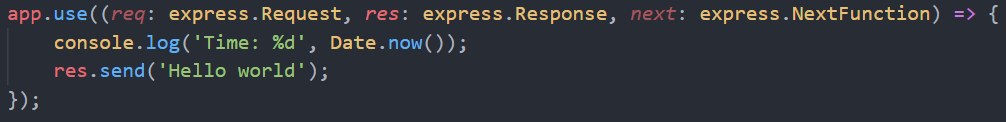 app.use((req: express.Request, res: express.Response, next: express.NextFunction) => {
    console.log('Time: %d', Date.now());
    res.send('Hello world');
});